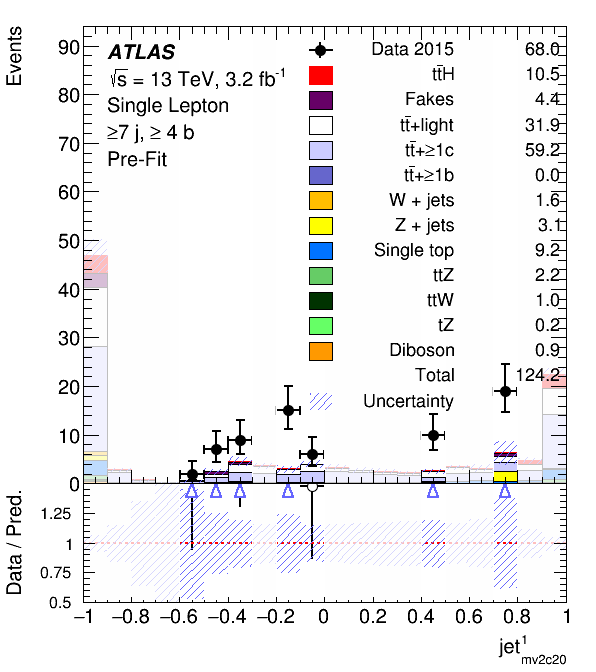 Events
90
80
70
60
50
40
30
20
10
0
ATLAS
√s = 13 TeV, 3.2 fb-1
Single Lepton
≥7 j, ≥ 4 b
Pre-Fit
Data 2015 68.0
tt̄H 10.5
Fakes 4.4
tt̄+light 31.9
tt̄+≥1c 59.2
tt̄+≥1b 0.0
W + jets 1.6
Z + jets 3.1
Single top 9.2
ttZ 2.2
ttW 1.0
tZ 0.2
Diboson 0.9
Total 124.2
Uncertainty
Data / Pred.
1.25
1
0.75
0.5
−1 −0.8 −0.6 −0.4 −0.2 0 0.2 0.4 0.6 0.8 1
jet1mv2c20